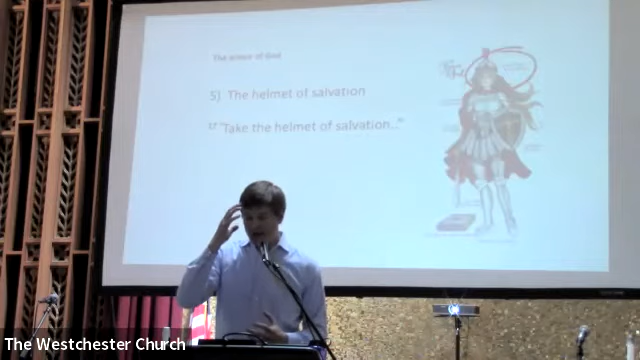 The armor of God
5) The helmet of salvation
17 "Take the helmet of salvation..."
The Westchester Church